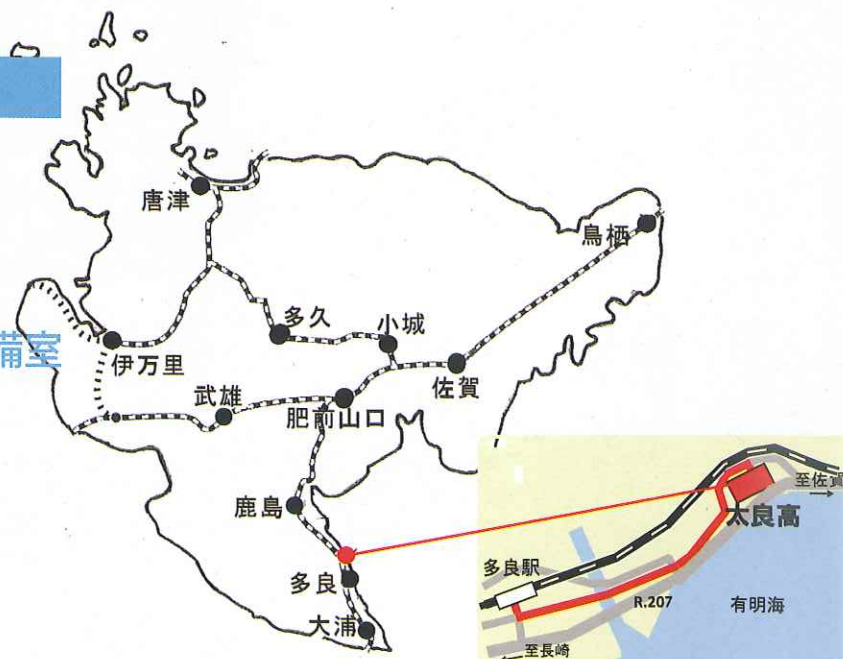 唐津
鳥栖
多久
小城
備室
伊万里
佐賀
武雄
肥前山口
鹿島
多良
大浦
至佐賀
太良高
多良駅
R.207
有明海
至長崎